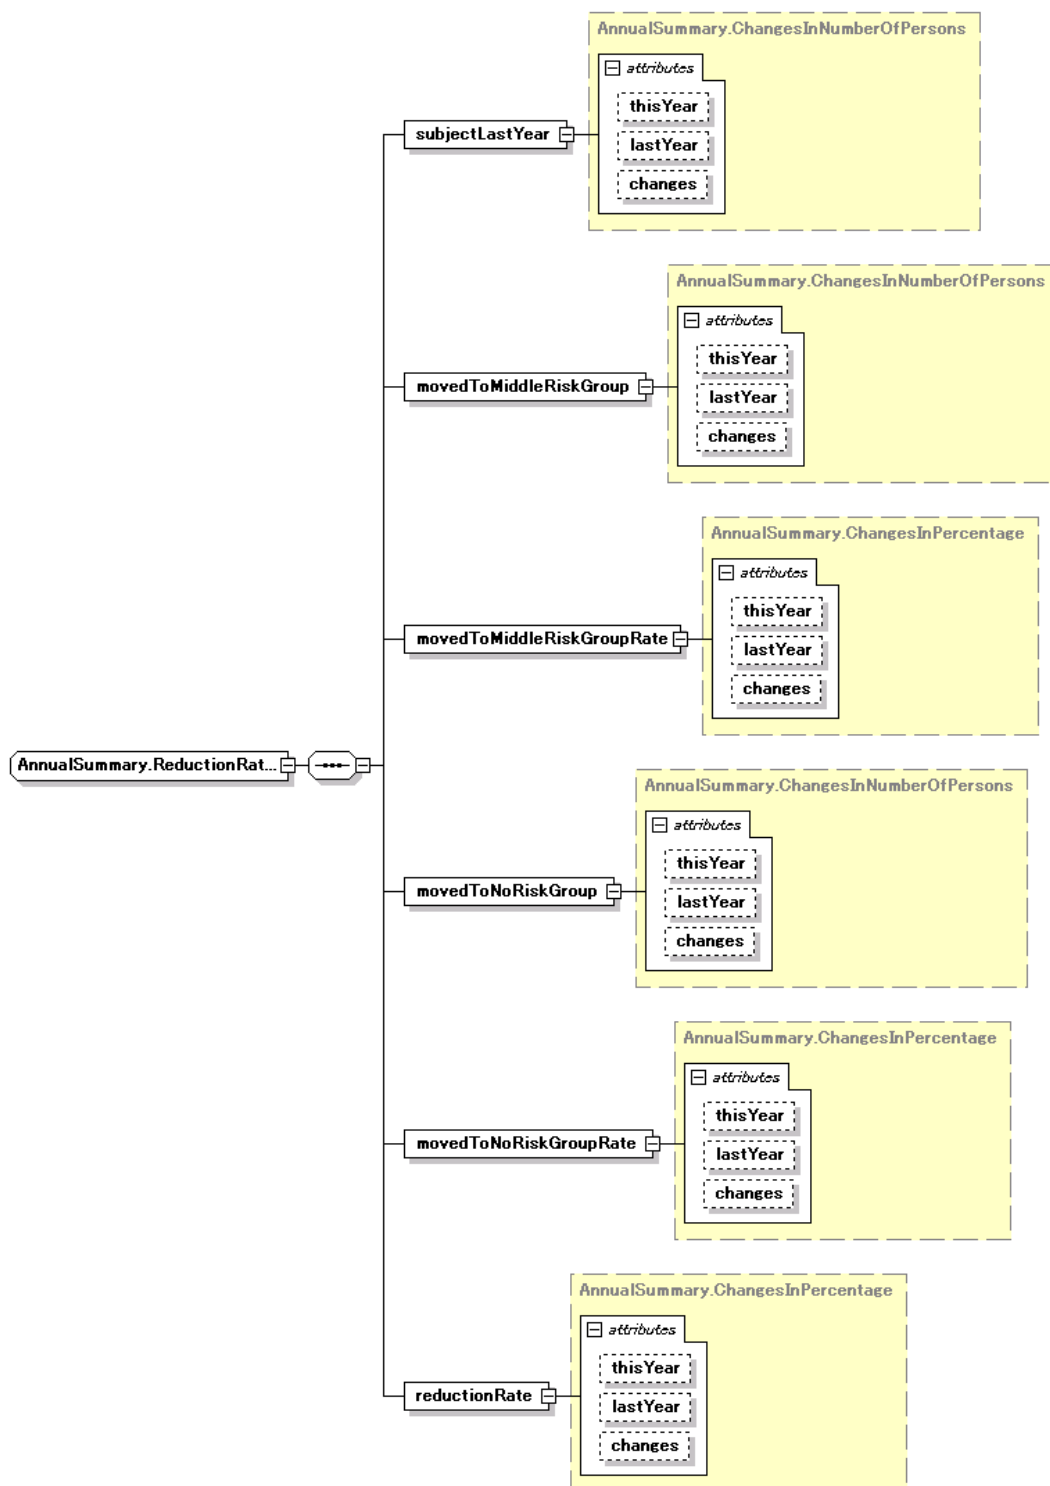 AnnualSummary.ChangesInNumberOfPersons
attributes
thisYear
subjectLastYear
lastYear
changes
AnnualSummary.ChangesInNumberOfPersons
attributes
thisYear
movedToMiddleRiskGroup
lastYear
changes
AnnualSummary.ChangesInPercentage
attributes
thisYear
movedToMiddleRiskGroupRate
lastYear
changes
AnnualSummary.ReductionRat...
AnnualSummary.ChangesInNumberOfPersons
attributes
thisYear
movedToNoRiskGroup
lastYear
changes
AnnualSummary.ChangesInPercentage
attributes
thisYear
movedToNoRiskGroupRate
lastYear
changes
AnnualSummary.ChangesInPercentage
attributes
thisYear
reductionRate
lastYear
changes